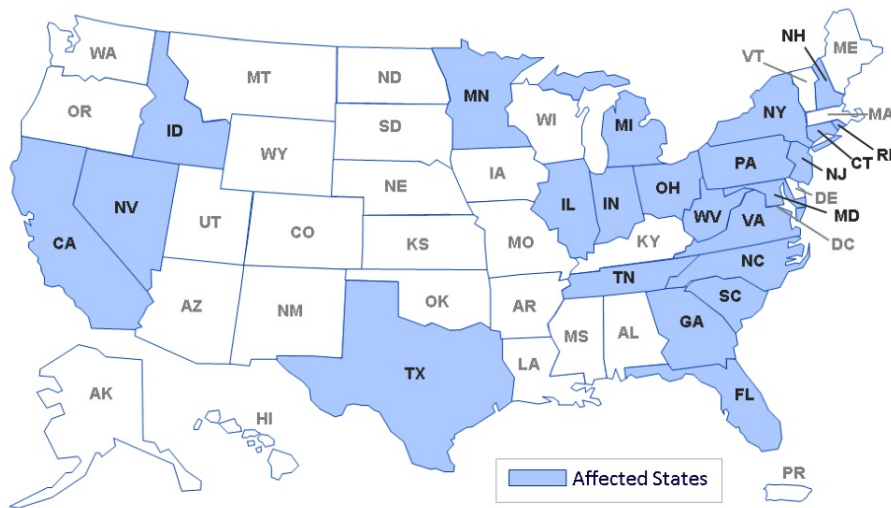 NH
ME
VT
WA
MT
ND
MN
OR
ID
SD
WI
MI
NY
MA
RI
CT
WY
IA
PA
NJ
NE
OH
DE
NV
IL
IN
MD
CA
UT
CO
WV
VA
KS
MO
KY
DC
NC
TN
AZ
NM
OK
AR
SC
GA
MS
AL
TX
LA
AK
FL
HI
PR
Affected States